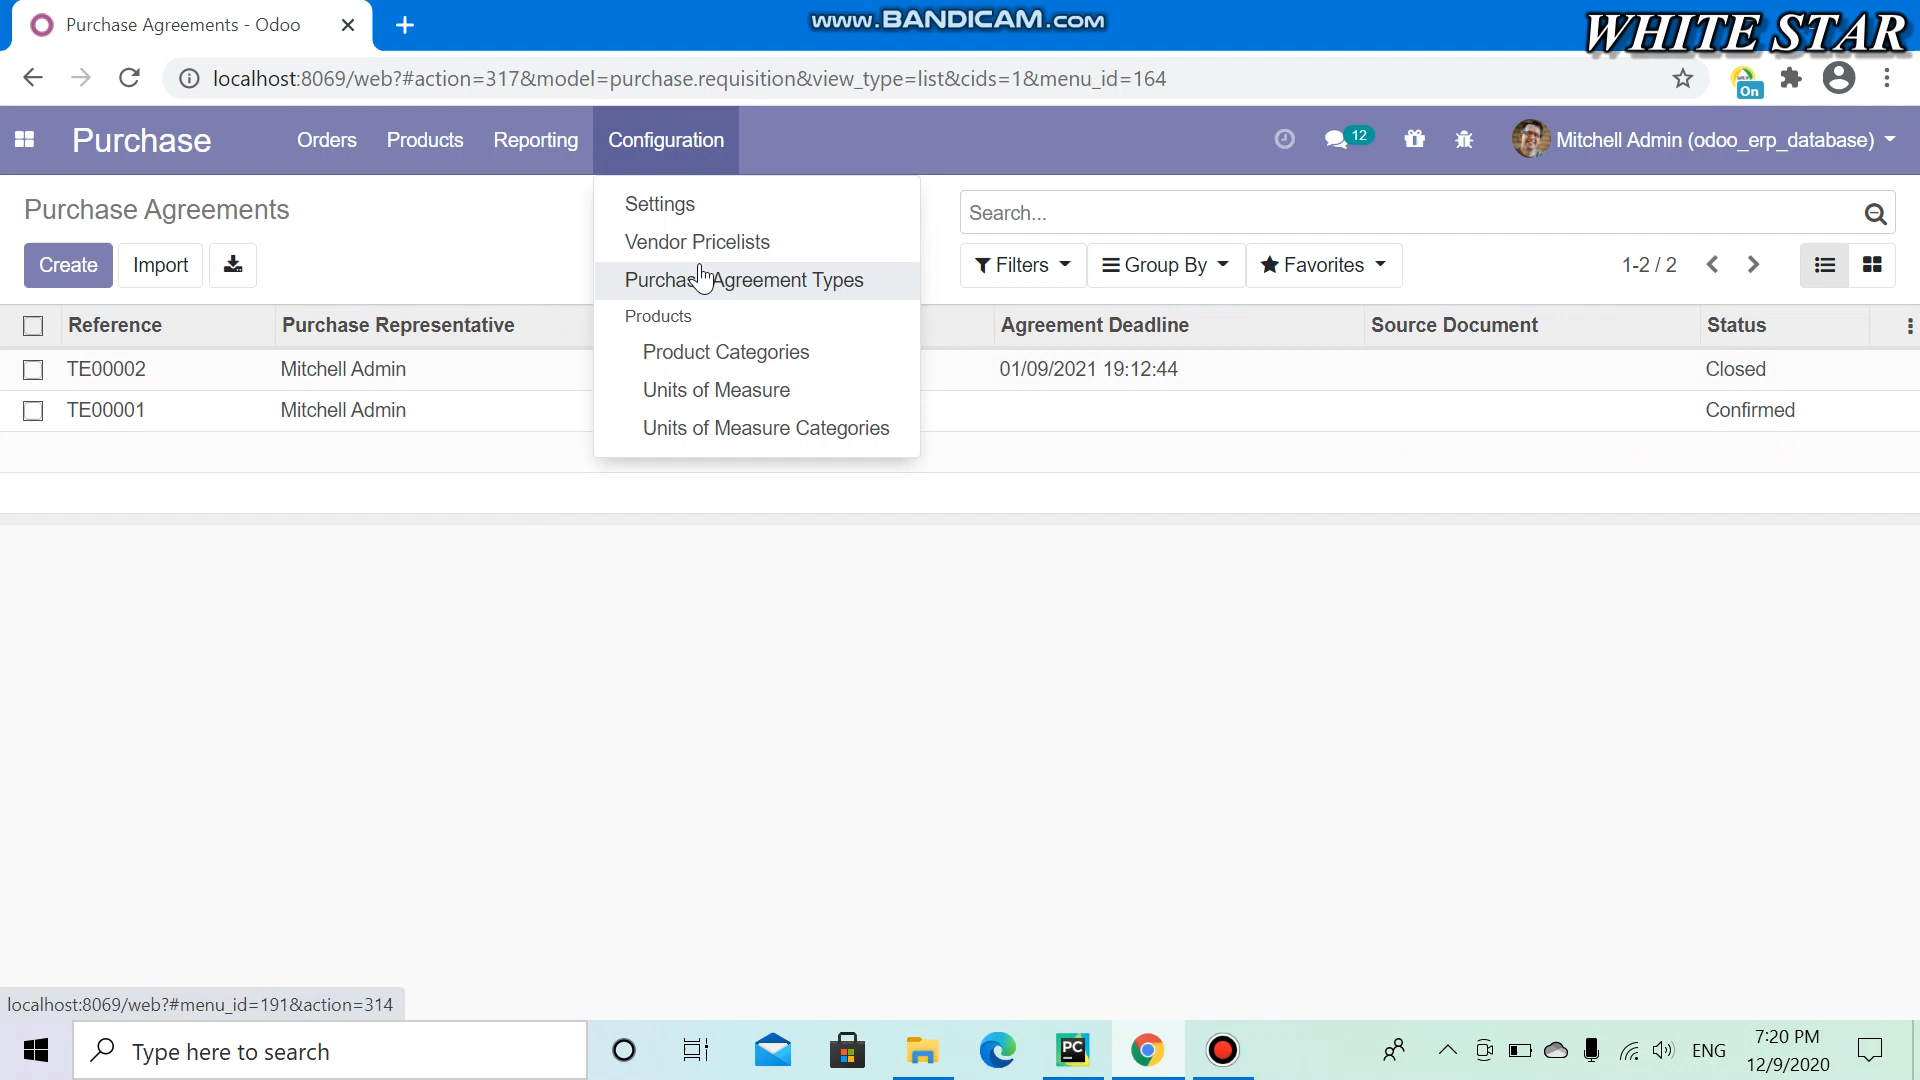 Purchase Agreements - Odoo
www.BANDICAM.com
WHITE STAR
localhost:8069/web?#action=317&model=purchase.requisition&view_type=list&cids=1&menu_id=164
On
Purchase
Orders
Products
Reporting
Configuration
12
Mitchell Admin (odoo_erp_database)
Purchase Agreements
Settings
Search...
Vendor Pricelists
Create
Import
Filters
Group By
Favorites
1-2 / 2
Purchase Agreement Types
Products
Reference
Purchase Representative
Agreement Deadline
Source Document
Status
Product Categories
TE00002
Mitchell Admin
01/09/2021 19:12:44
Closed
Units of Measure
TE00001
Mitchell Admin
Confirmed
Units of Measure Categories
localhost:8069/web?#menu_id=191&action=314
Type here to search
PC
ENG
7:20 PM
12/9/2020